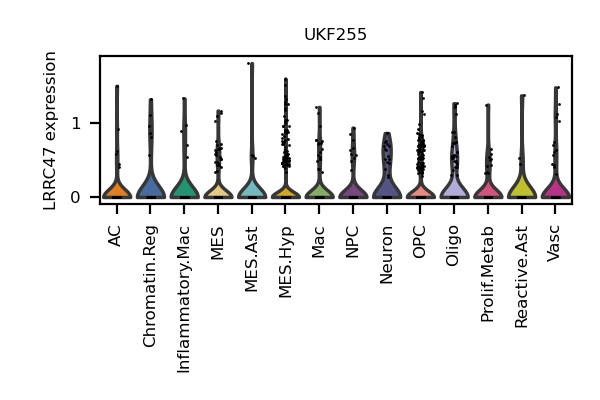 UKF255
LRRC47 expression
1
0
AC
Chromatin.Reg
Inflammatory.Mac
MES
MES.Ast
MES.Hyp
Mac
NPC
Neuron
OPC
Oligo
Prolif.Metab
Reactive.Ast
Vasc